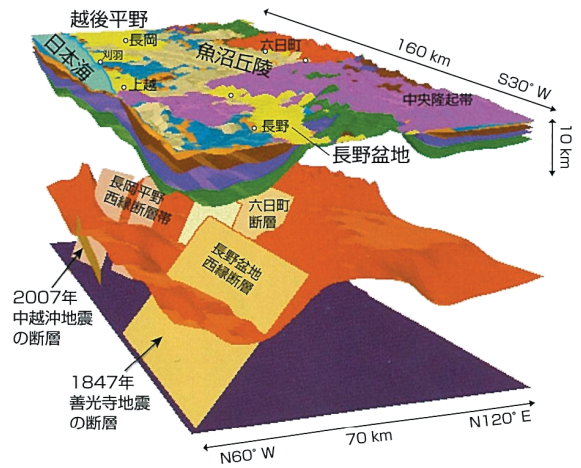 越後平野
長岡
日本海
刈羽
魚沼丘陵
六日町
160 km
S30°W
上越
中央隆起帯
長野
長野盆地
10 km
長岡平野
西縁断層帯
六日町
断層
長野盆地
西縁断層
2007年
中越沖地震
の断層
1847年
善光寺地震
の断層
N60°W
70 km
N120°E